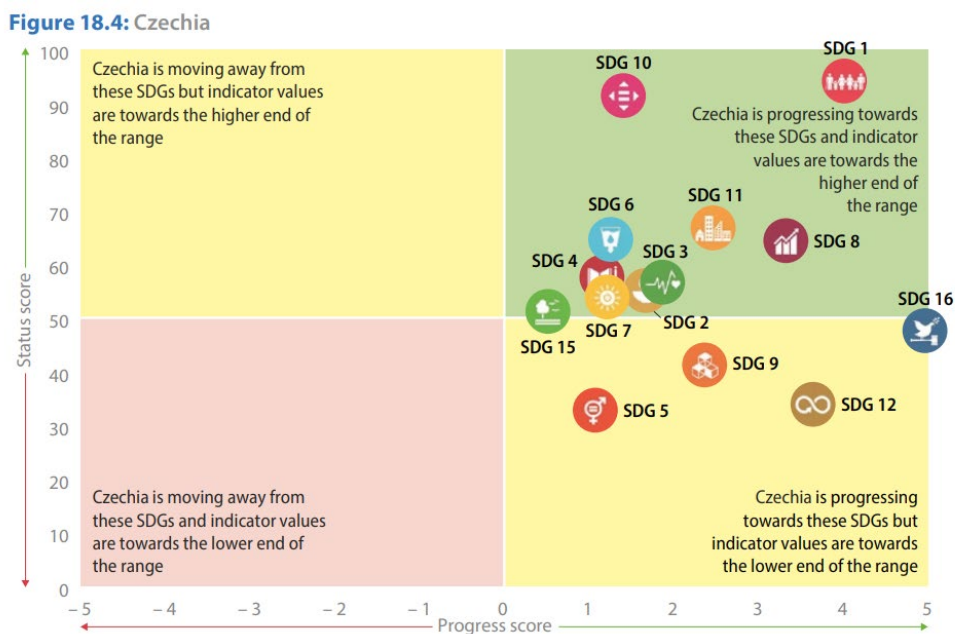 Figure 18.4: Czechia
100
90
80
70
60
50
40
30
20
10
0
Status score
Czechia is moving away from
these SDGs but indicator values
are towards the higher end of
the range
SDG 10
SDG 1
Czechia is progressing towards
these SDGs and indicator
values are towards the
higher end of
the range
SDG 6
SDG 11
SDG 8
SDG 4
SDG 3
SDG 16
SDG 7
SDG 2
SDG 15
SDG 9
SDG 5
SDG 12
Czechia is moving away from
these SDGs and indicator values
are towards the lower end of
the range
Czechia is progressing
towards these SDGs but
indicator values are towards
the lower end of the range
– 5
– 4
– 3
– 2
– 1
0
1
2
3
4
5
Progress score